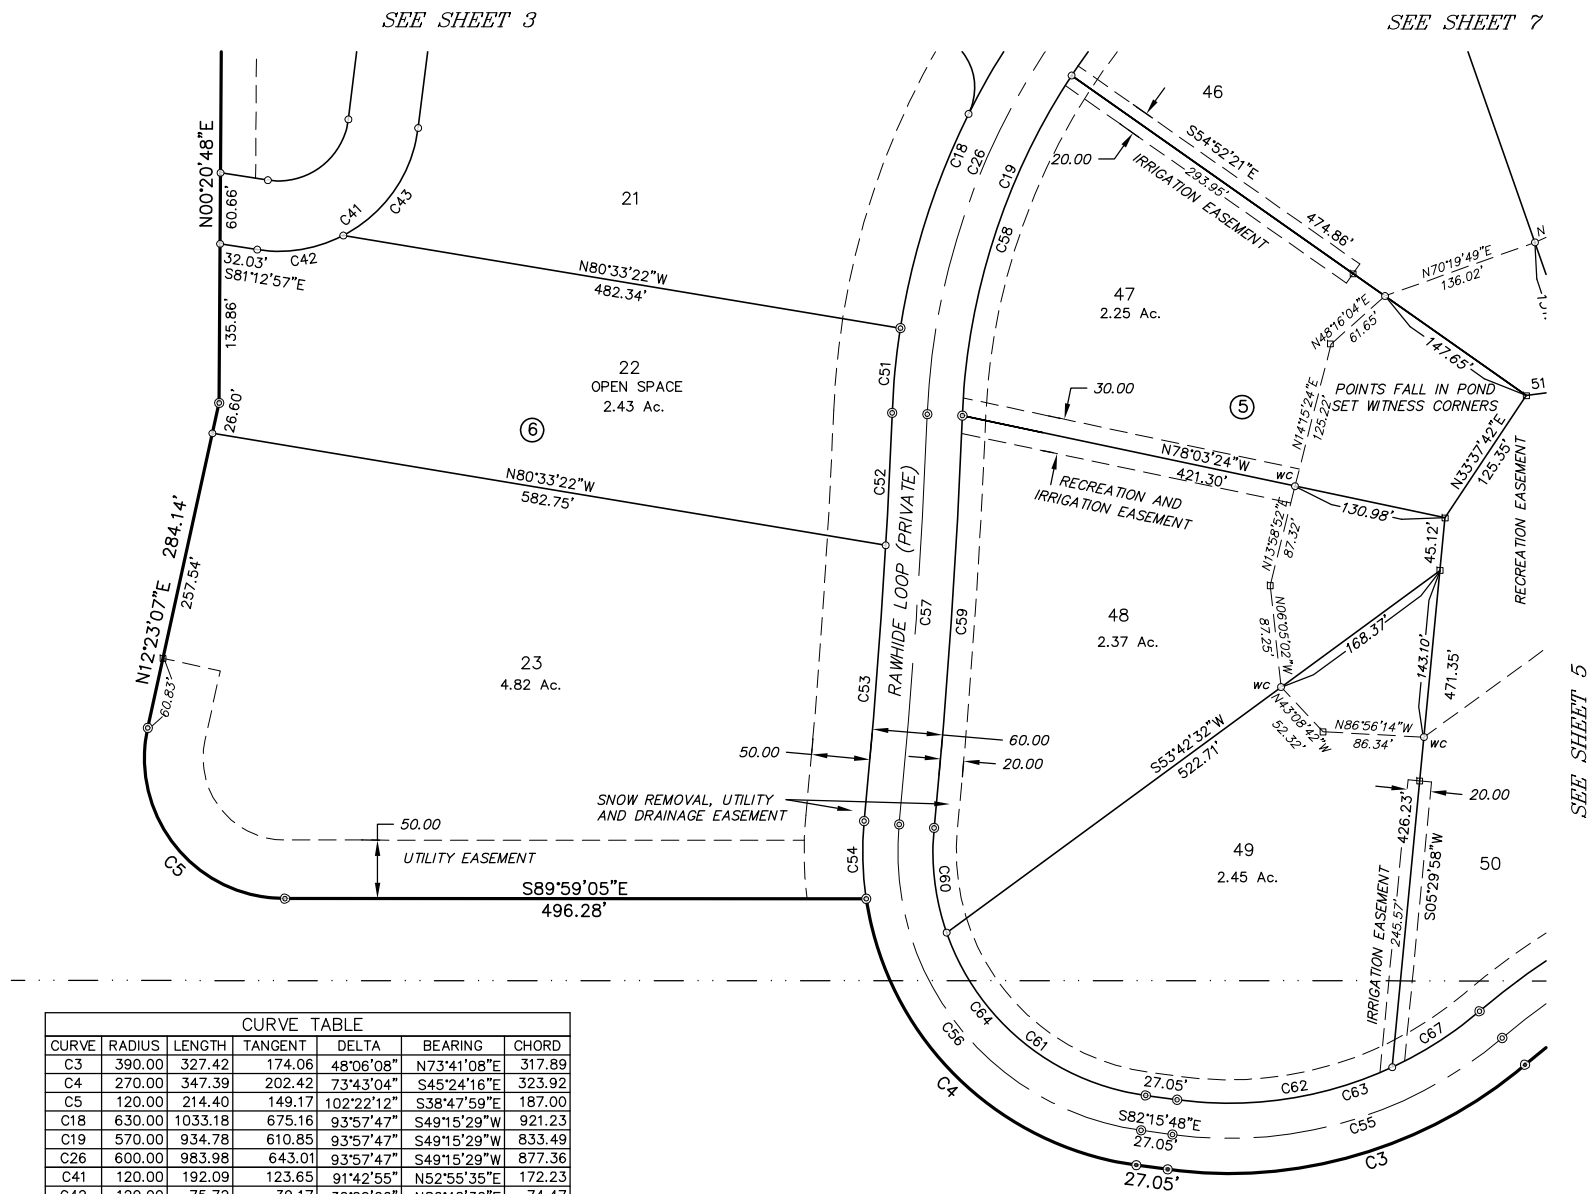 SEE SHEET 3
SEE SHEET 7
46
S54°52'21"E
293.95'
20.00
IRRIGATION EASEMENT
474.86'
N00°20'48"E
60.66'
C41
C43
C42
32.03'
S81°12'57"E
135.86'
26.60'
21
C18
C26
C19
C58
N80°33'22"W
482.34'
N
N70°19'49"E
136.02'
N48°16'04"E
61.65'
147.65'
51
47
2.25 Ac.
22
OPEN SPACE
2.43 Ac.
C51
30.00
5
POINTS FALL IN POND
SET WITNESS CORNERS
N14°15'24"E
125.22'
N33°37'42"E
125.35'
6
N80°33'22"W
582.75'
C52
N78°03'24"W
421.30'
WC
RECREATION AND
IRRIGATION EASEMENT
130.98'
45.12'
RECREATION EASEMENT
N13°58'52"E
87.32'
N12°23'07"E 284.14'
257.54'
60.83'
RAWHIDE LOOP (PRIVATE)
C57
C59
C53
48
2.37 Ac.
N06°05'02"W
87.25'
168.37'
143.10'
471.35'
23
4.82 Ac.
WC
N43°08'42"W
52.32'
N86°56'14"W
86.34'
WC
SEE SHEET 5
S53°42'32"W
522.71'
50.00
60.00
20.00
SNOW REMOVAL, UTILITY
AND DRAINAGE EASEMENT
20.00
426.23'
50.00
UTILITY EASEMENT
C5
C54
C60
49
2.45 Ac.
50
S05°29'58"W
245.57'
IRRIGATION EASEMENT
S89°59'05"E
496.28'
C64
C61
C56
C4
C67
27.05'
C62
C63
S82°15'48"E
27.05'
C55
C3
27.05'
CURVE TABLE
CURVE RADIUS LENGTH TANGENT DELTA BEARING CHORD
C3 390.00 327.42 174.06 48°06'08" N73°41'08"E 317.89
C4 270.00 347.39 202.42 73°43'04" S45°24'16"E 323.92
C5 120.00 214.40 149.17 102°22'12" S38°47'59"E 187.00
C18 630.00 1033.18 675.16 93°57'47" S49°15'29"W 921.23
C19 570.00 934.78 610.85 93°57'47" S49°15'29"W 833.49
C26 600.00 983.98 643.01 93°57'47" S49°15'29"W 877.36
C41 120.00 192.09 123.65 91°42'55" N52°55'35"E 172.23